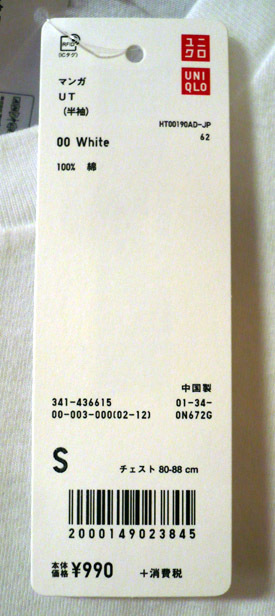 RFID
(ICタグ)
ユニ
クロ
UNI
QLO
マンガ
UT
(半袖)
HT00190AD-JP
62
00 White
100% 綿
中国製
341-436615 01-34-
00-003-000(02-12) 0N672G
S チェスト 80-88 cm
2000149023845
本体
価格 ¥990 +消費税